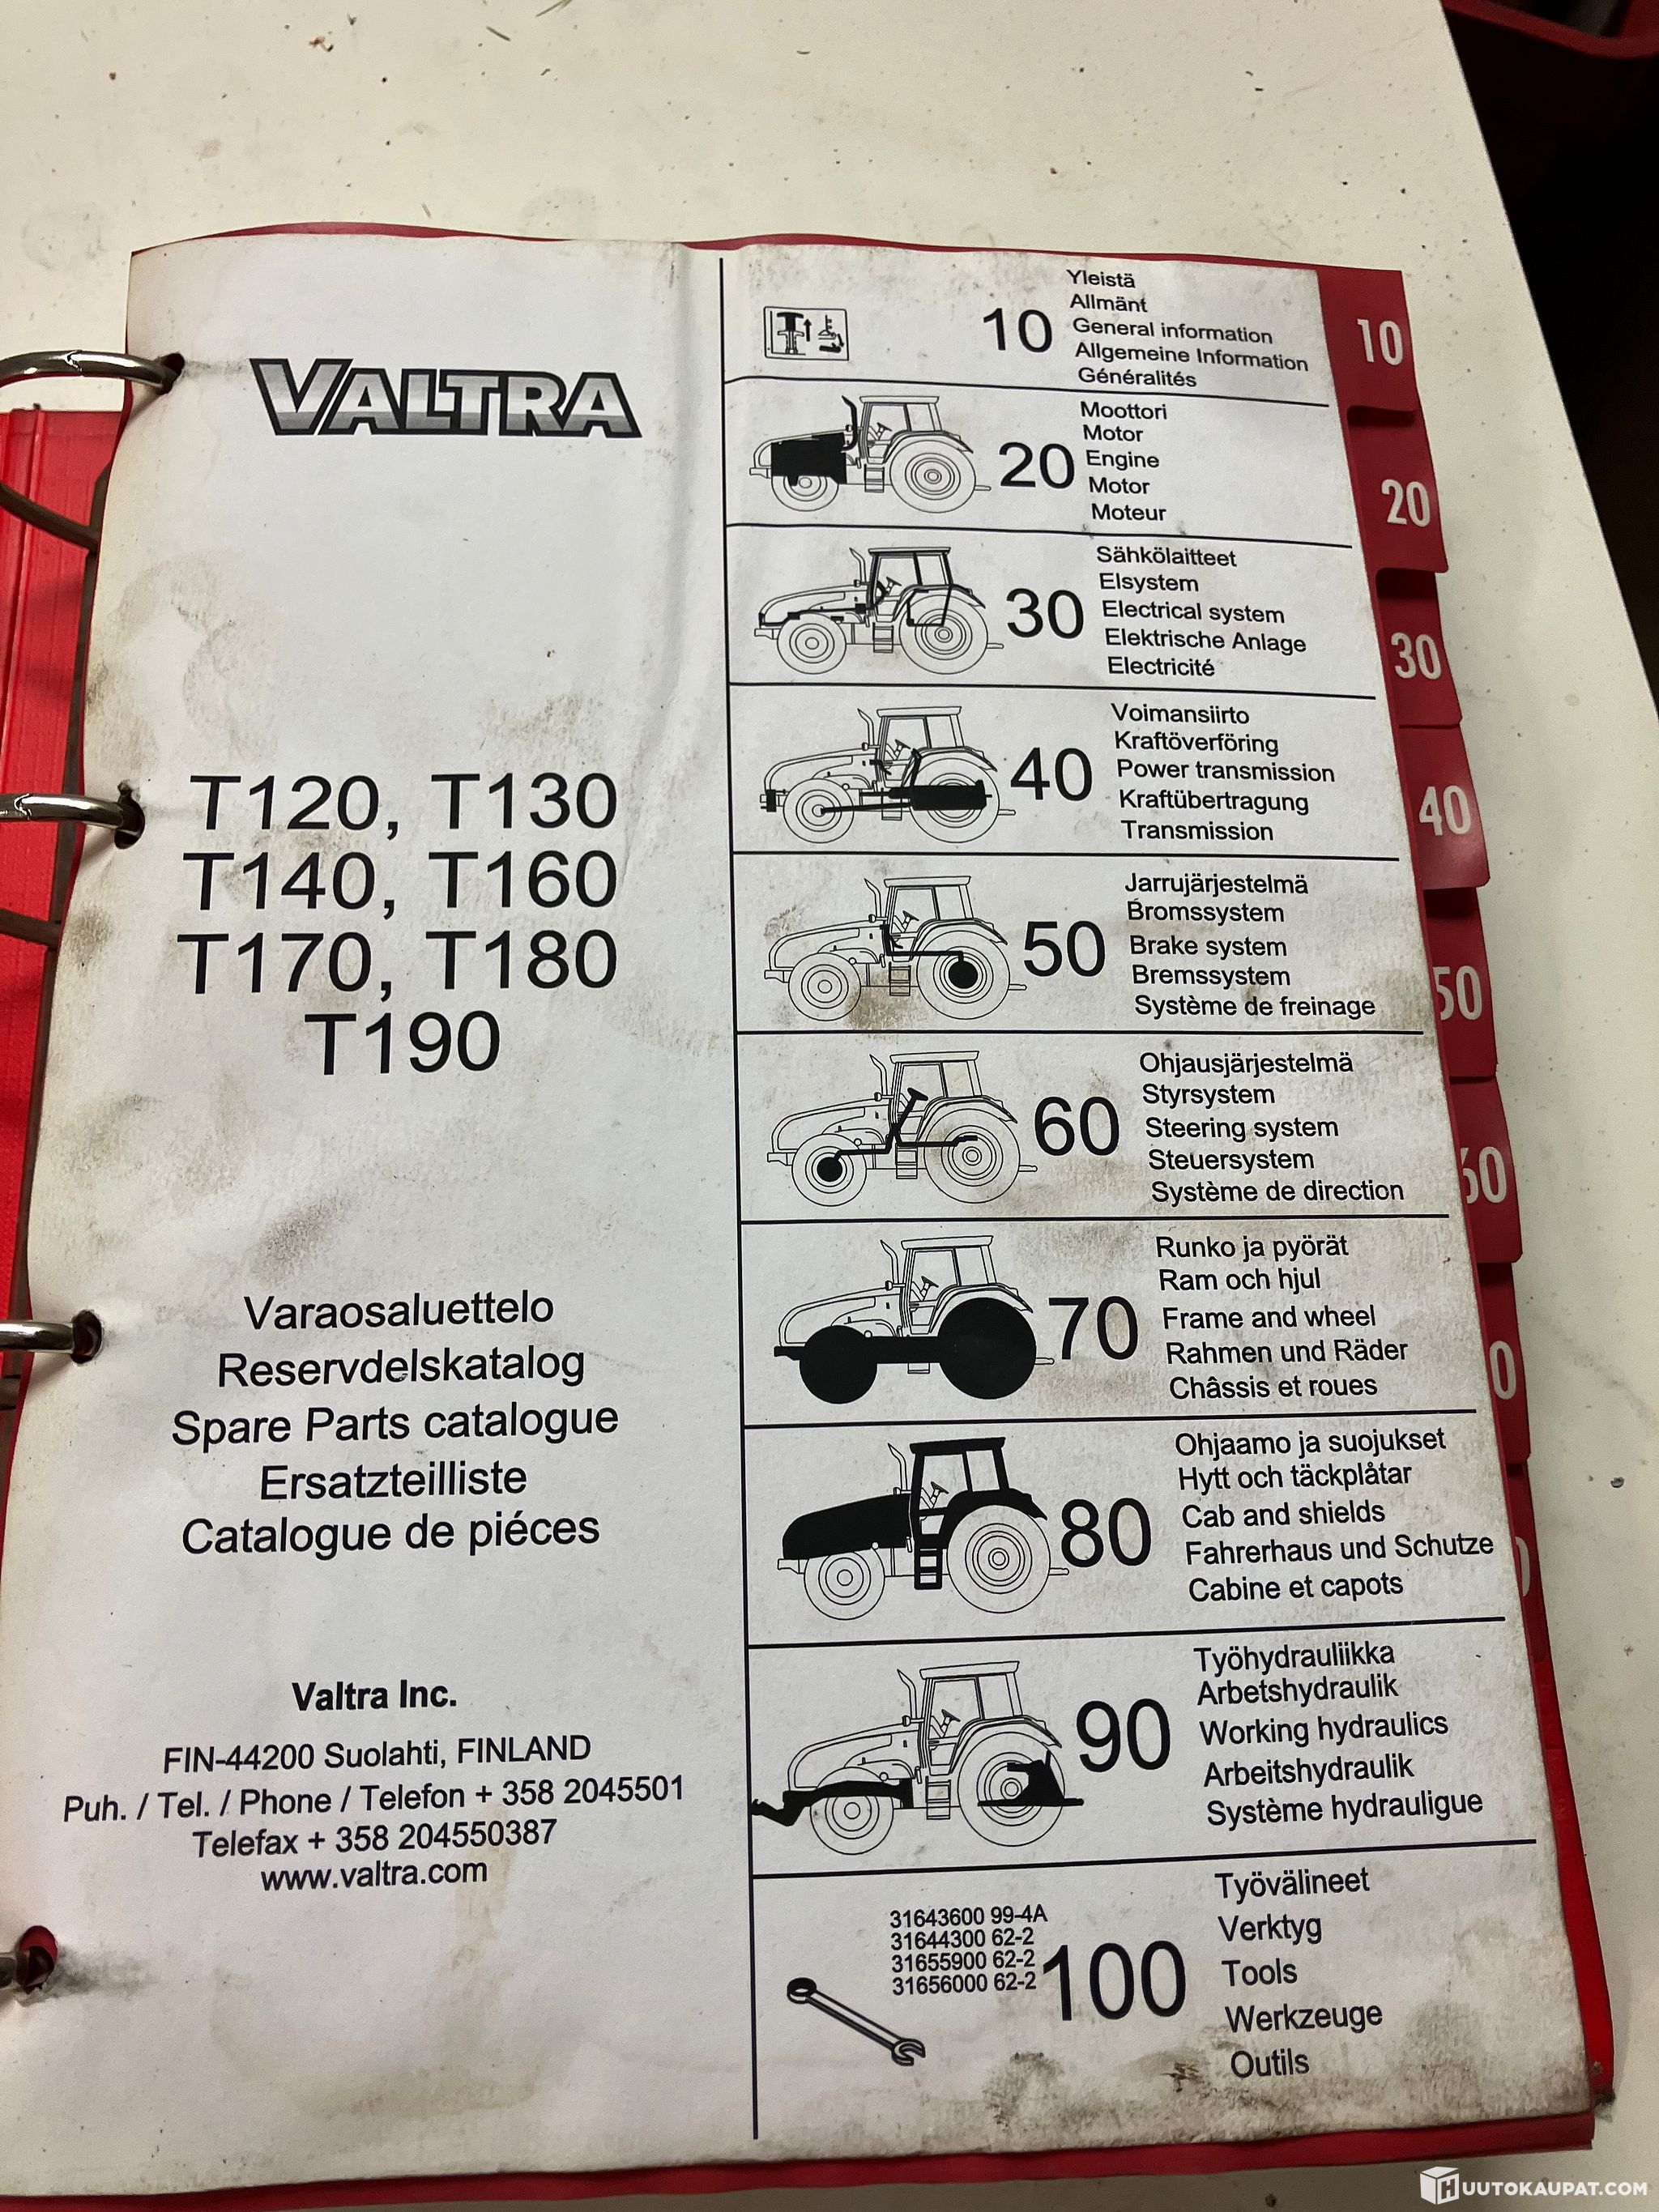 VALTRA
T120, T130
T140, T160
T170, T180
T190
Varaosaluettelo
Reservdelskatalog
Spare Parts catalogue
Ersatzteilliste
Catalogue de piéces
Valtra Inc.
FIN-44200 Suolahti, FINLAND
Puh. / Tel. / Phone / Telefon + 358 2045501
Telefax + 358 204550387
www.valtra.com
10
Yleistä
Allmänt
General information
Allgemeine Information
Généralités
20
Moottori
Motor
Engine
Motor
Moteur
30
Sähkölaitteet
Elsystem
Electrical system
Elektrische Anlage
Electricité
40
Voimansiirto
Kraftöverföring
Power transmission
Kraftübertragung
Transmission
50
Jarrujärjestelmä
Bromssystem
Brake system
Bremssystem
Système de freinage
60
Ohjausjärjestelmä
Styrsystem
Steering system
Steuersystem
Système de direction
70
Runko ja pyörät
Ram och hjul
Frame and wheel
Rahmen und Räder
Châssis et roues
80
Ohjaamo ja suojukset
Hytt och täckplåtar
Cab and shields
Fahrerhaus und Schutze
Cabine et capots
90
Työhydrauliikka
Arbetshydraulik
Working hydraulics
Arbeitshydraulik
Système hydrauligue
31643600 99-4A
31644300 62-2
31655900 62-2
31656000 62-2
100
Työvälineet
Verktyg
Tools
Werkzeuge
Outils
10
20
30
40
50
60
0
HUUTOKAUPAT.COM